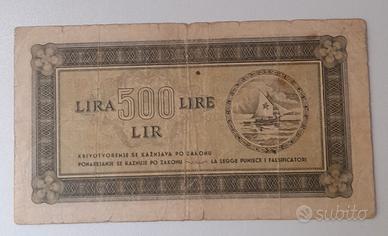 LIRA 500 LIRE
LIR
KRIVOTVORENJE SE KAŽNJAVA PO ZAKONU
PONAREJANJE SE KAZNUJE PO ZAKONU LA LEGGE PUNISCE I FALSIFICATORI
subito